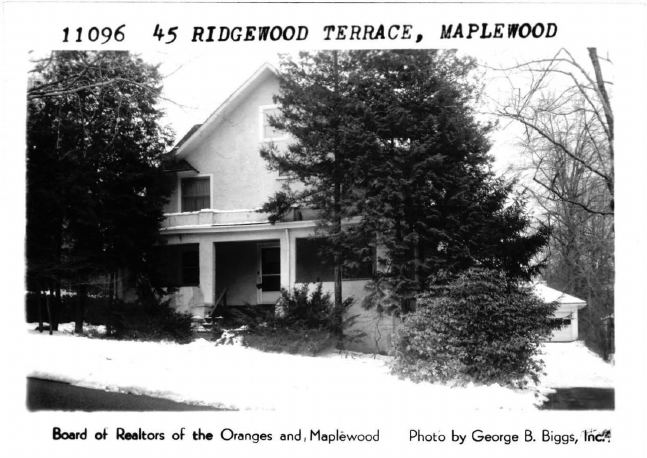 11096 45 RIDGEWOOD TERRACE, MAPLEWOOD
Board of Realtors of the Oranges and, Maplewood Photo by George B. Biggs, Inc.